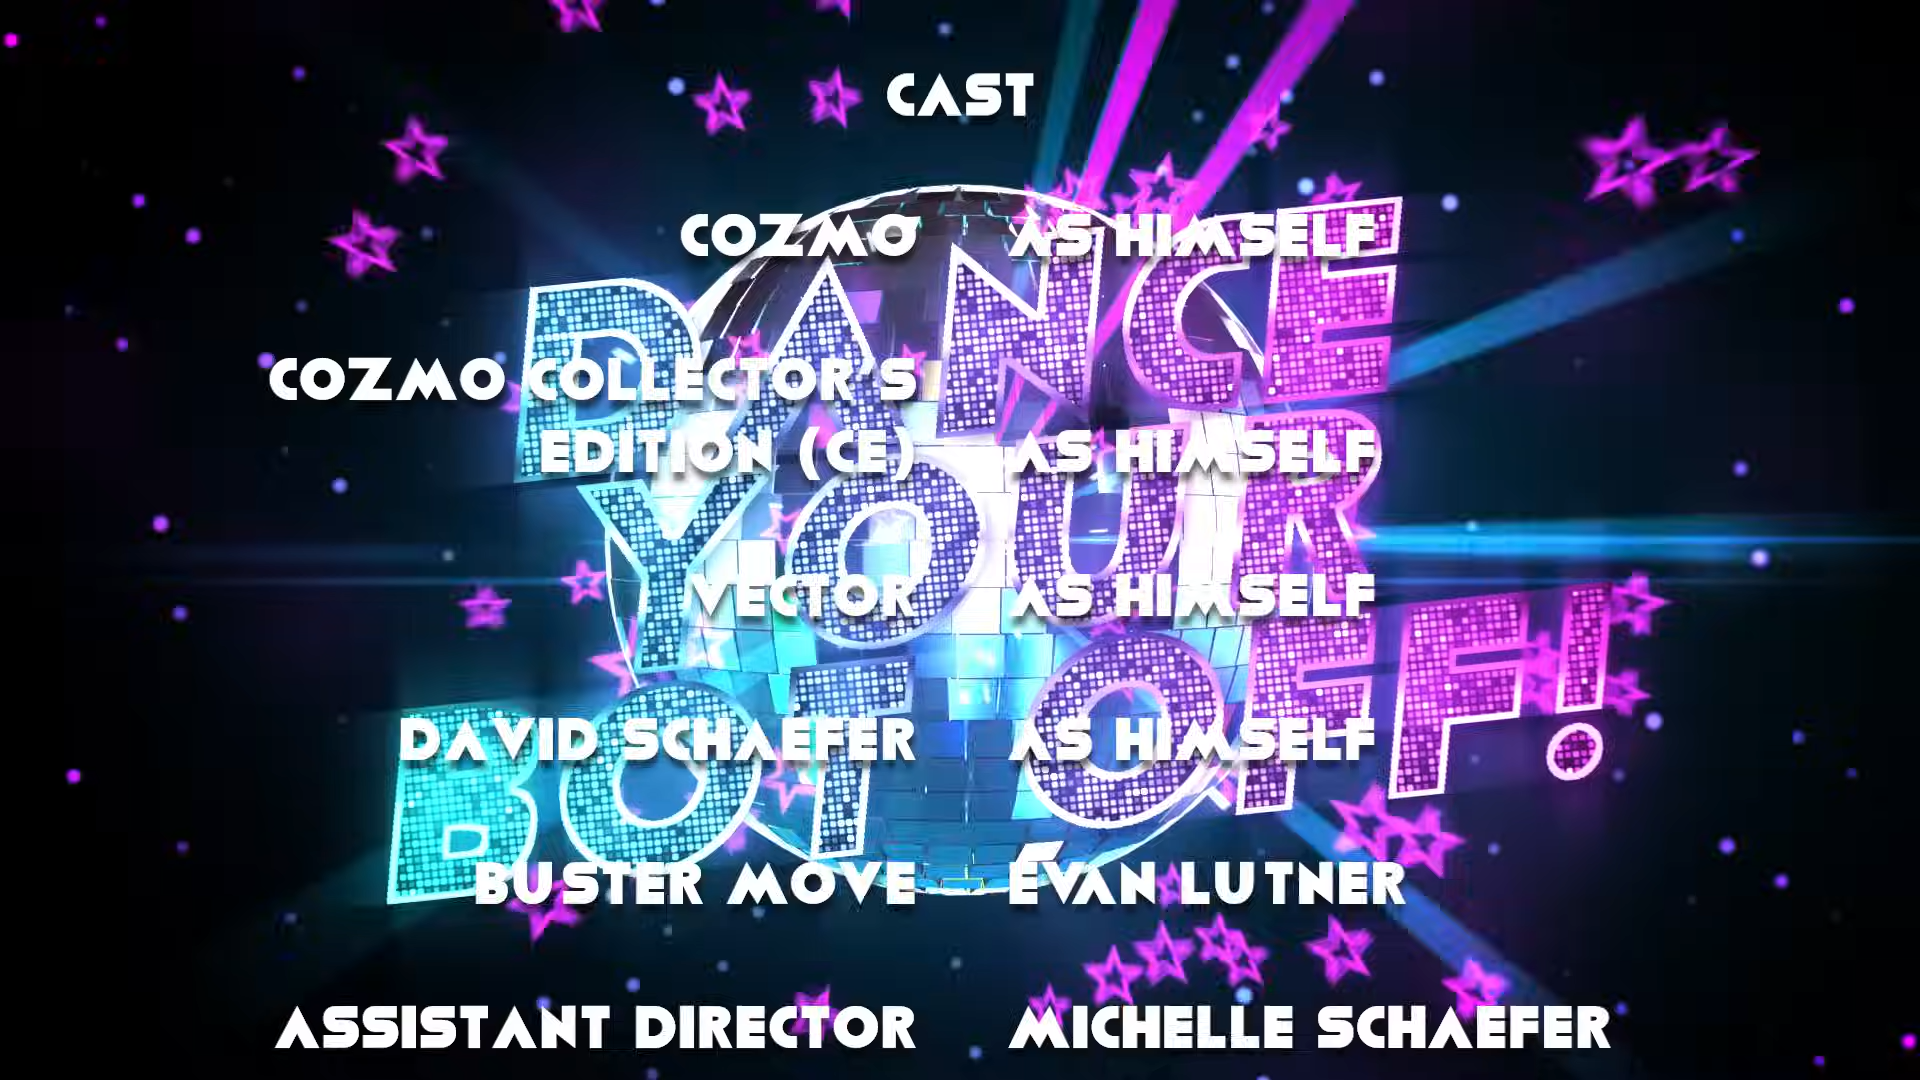 CAST
COZMO AS HIMSELF
COZMO COLLECTOR'S
EDITION (CE) AS HIMSELF
VECTOR AS HIMSELF
DAVID SCHAEFER AS HIMSELF
BUSTER MOVE EVAN LUTNER
ASSISTANT DIRECTOR MICHELLE SCHAEFER
DANCE
YOUR
BOT OFF!